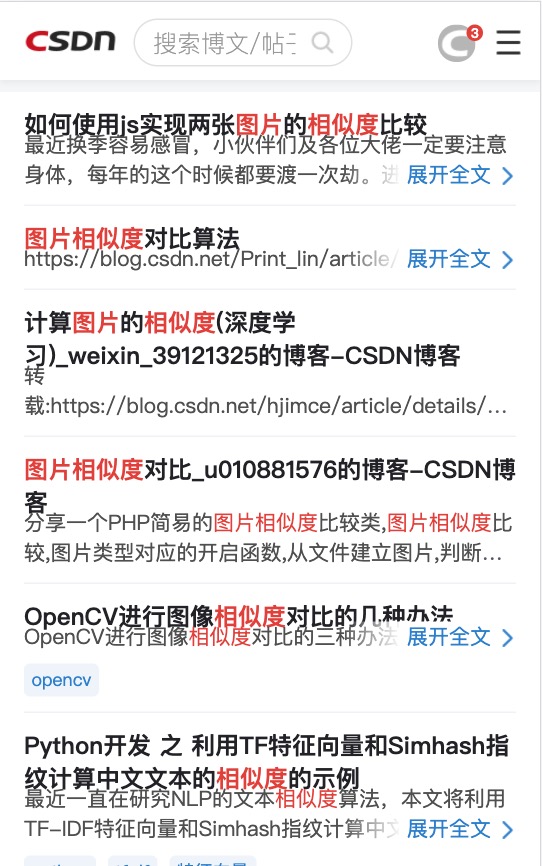 CSDN
搜索博文/帖子
3
如何使用js实现两张图片的相似度比较
最近换季容易感冒，小伙伴们及各位大佬一定要注意
身体，每年的这个时候都要渡一次劫。进 展开全文
图片相似度对比算法
https://blog.csdn.net/Print_lin/article/ 展开全文
计算图片的相似度(深度学
习)_weixin_39121325的博客-CSDN博客
转
载:https://blog.csdn.net/hjimce/article/details/...
图片相似度对比_u010881576的博客-CSDN博
客
分享一个PHP简易的图片相似度比较类,图片相似度比
较,图片类型对应的开启函数,从文件建立图片,判断...
OpenCV进行图像相似度对比的几种办法
OpenCV进行图像相似度对比的三种办法 展开全文
opencv
Python开发 之 利用TF特征向量和Simhash指
纹计算中文文本的相似度的示例
最近一直在研究NLP的文本相似度算法，本文将利用
TF-IDF特征向量和Simhash指纹计算中文 展开全文